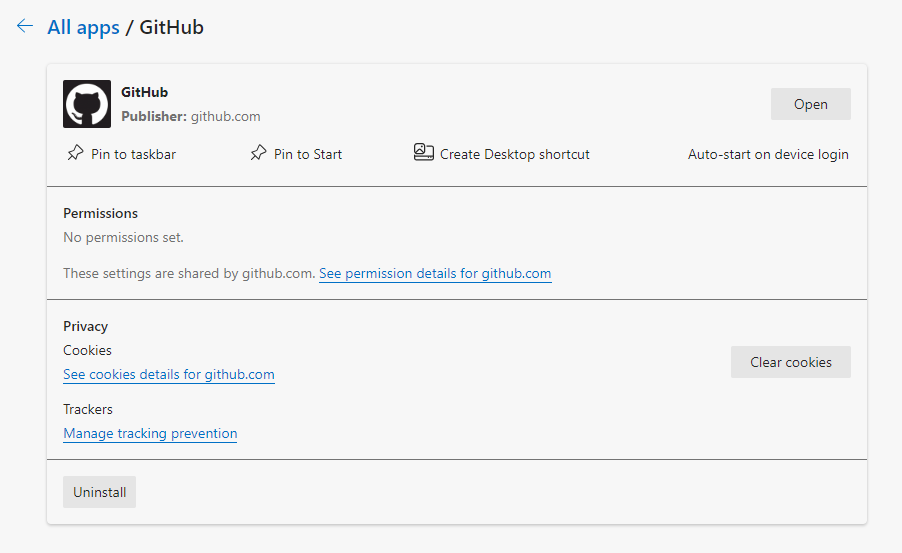 All apps / GitHub
GitHub
Publisher: github.com
Open
Pin to taskbar
Pin to Start
Create Desktop shortcut
Auto-start on device login
Permissions
No permissions set.
These settings are shared by github.com. See permission details for github.com
Privacy
Cookies
See cookies details for github.com
Clear cookies
Trackers
Manage tracking prevention
Uninstall